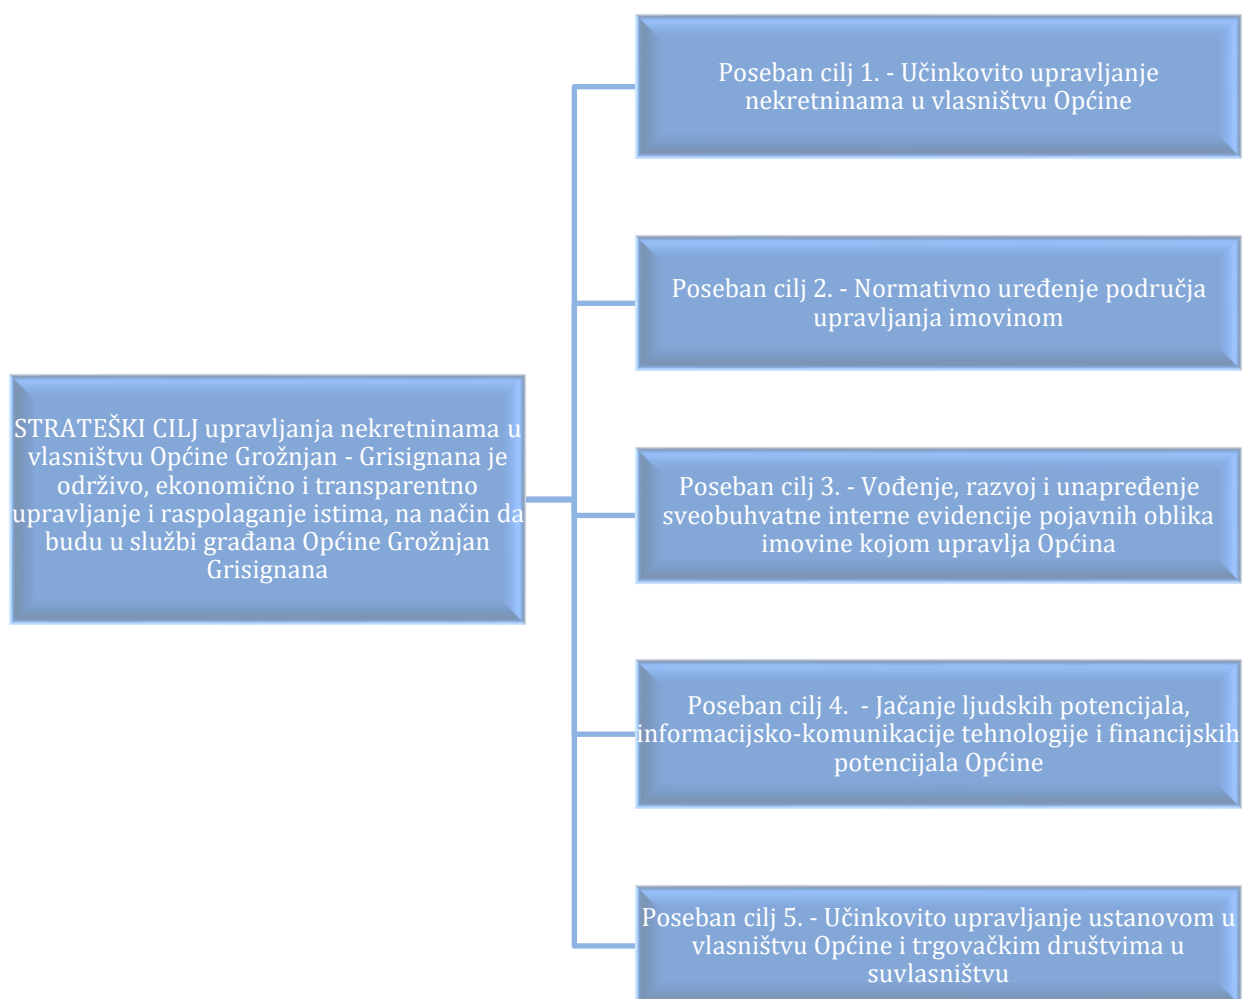 Poseban cilj 1. - Učinkovito upravljanje
nekretninama u vlasništvu Općine
Poseban cilj 2. - Normativno uređenje područja
upravljanja imovinom
STRATEŠKI CILJ upravljanja nekretninama u
vlasništvu Općine Grožnjan - Grisignana je
održivo, ekonomično i transparentno
upravljanje i raspolaganje istima, na način da
budu u službi građana Općine Grožnjan
Grisignana
Poseban cilj 3. - Vođenje, razvoj i unapređenje
sveobuhvatne interne evidencije pojavnih oblika
imovine kojom upravlja Općina
Poseban cilj 4.  - Jačanje ljudskih potencijala,
informacijsko-komunikacije tehnologije i financijskih
potencijala Općine
Poseban cilj 5. - Učinkovito upravljanje ustanovom u
vlasništvu Općine i trgovačkim društvima u
suvlasništvu